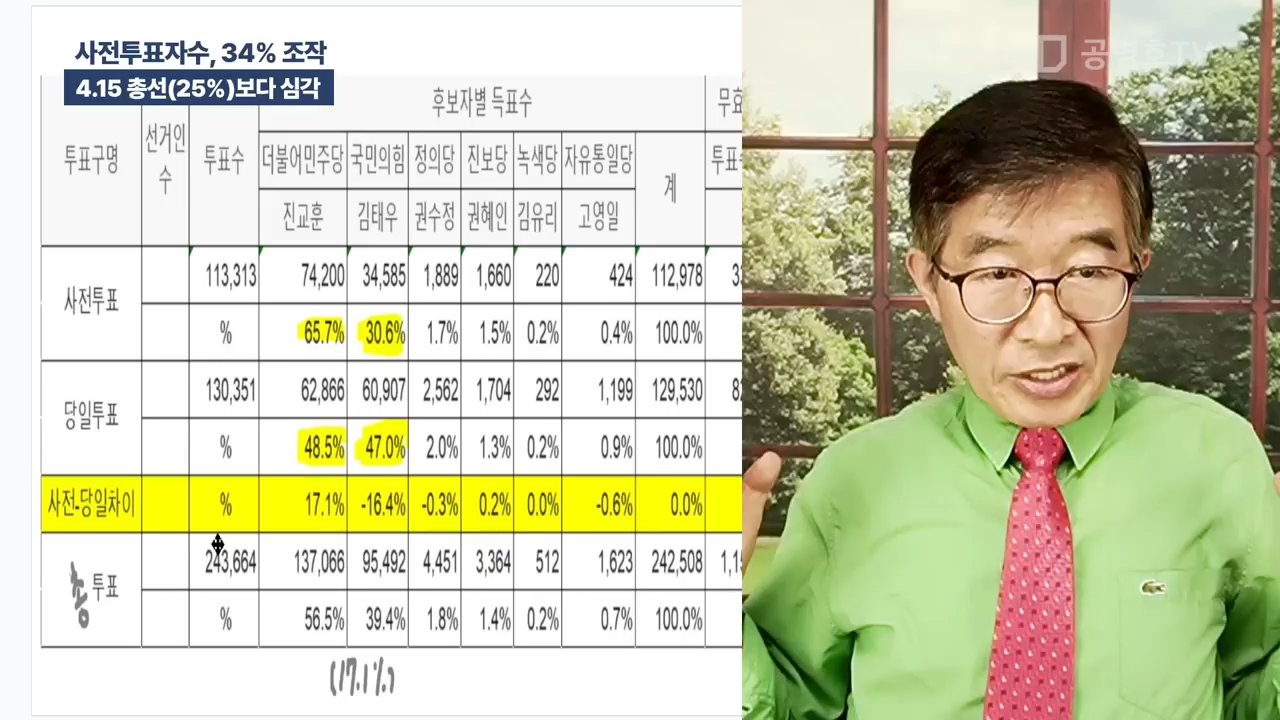 사전투표자수, 34% 조작
4.15 총선(25%)보다 심각
공병호TV
투표구명 선거인수 투표수 후보자별 득표수
더불어민주당 국민의힘 정의당 진보당 녹색당 자유통일당 계
진교훈 김태우 권수정 권혜인 김유리 고영일
사전투표 113,313 74,200 34,585 1,889 1,660 220 424 112,978
% 65.7% 30.6% 1.7% 1.5% 0.2% 0.4% 100.0%
당일투표 130,351 62,866 60,907 2,562 1,704 292 1,199 129,530
% 48.5% 47.0% 2.0% 1.3% 0.2% 0.9% 100.0%
사전-당일차이 % 17.1% -16.4% -0.3% 0.2% 0.0% -0.6% 0.0%
총 투표 243,664 137,066 95,492 4,451 3,364 512 1,623 242,508
% 56.5% 39.4% 1.8% 1.4% 0.2% 0.7% 100.0%
(17.1%)